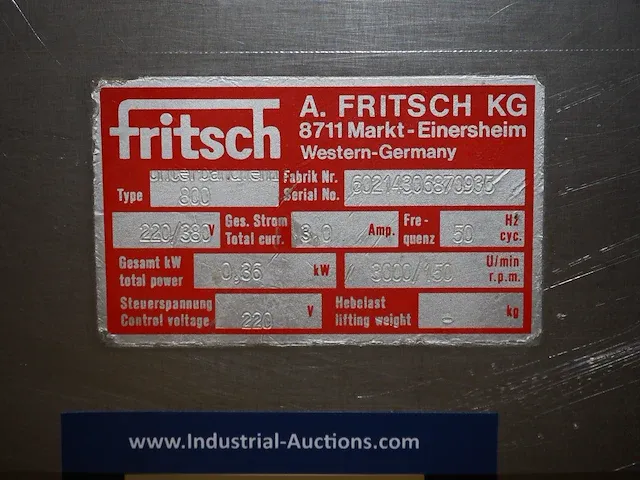 fritsch
A. FRITSCH KG
8711 Markt-Einersheim
Western-Germany
Type 800
Fabrik Nr.
Serial No.
220/380 V
Ges. Strom
Total curr. 3,0 Amp.
Fre-
quenz 50 Hz
cyc.
Gesamt kW
total power 0,36 kW
3000/150 U/min
r.p.m.
Steuerspannung
Control voltage 220 V
Hebelast
lifting weight - kg
www.Industrial-Auctions.com